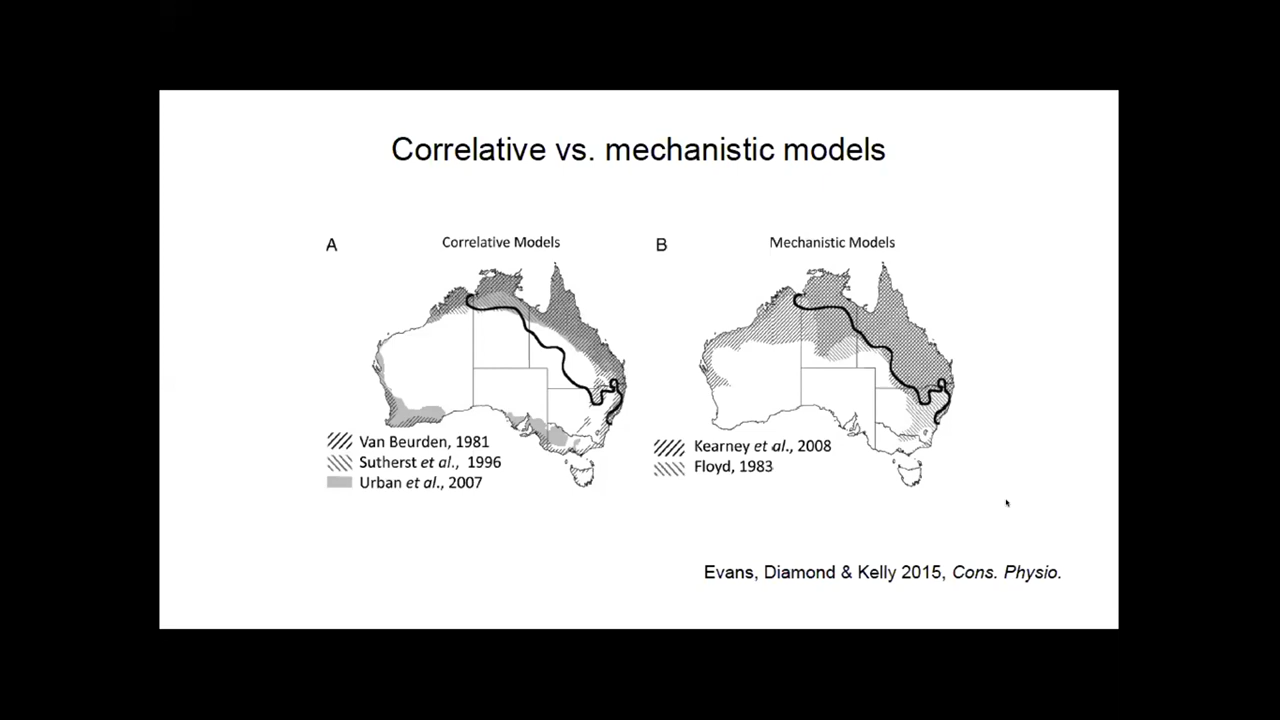 Correlative vs. mechanistic models
A Correlative Models
B Mechanistic Models
Van Beurden, 1981
Sutherst et al., 1996
Urban et al., 2007
Kearney et al., 2008
Floyd, 1983
Evans, Diamond & Kelly 2015, Cons. Physio.